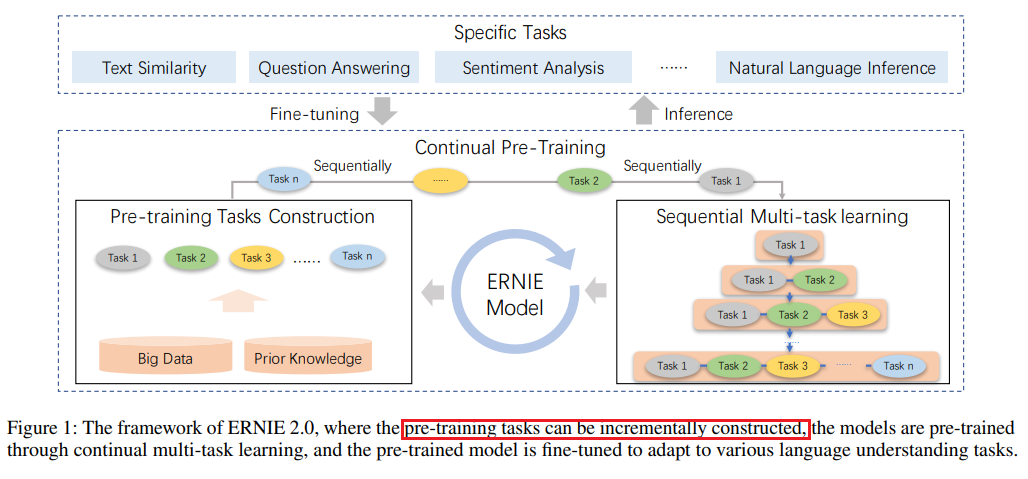 Specific Tasks
Text Similarity
Question Answering
Sentiment Analysis
......
Natural Language Inference
Fine-tuning
Inference
Continual Pre-Training
Sequentially
Sequentially
Task n
......
Task 2
Task 1
Pre-training Tasks Construction
Task 1
Task 2
Task 3
......
Task n
Big Data
Prior Knowledge
ERNIE
Model
Sequential Multi-task learning
Task 1
Task 1
Task 2
Task 1
Task 2
Task 3
......
Task 1
Task 2
Task 3
......
Task n
Figure 1: The framework of ERNIE 2.0, where the pre-training tasks can be incrementally constructed, the models are pre-trained
through continual multi-task learning, and the pre-trained model is fine-tuned to adapt to various language understanding tasks.